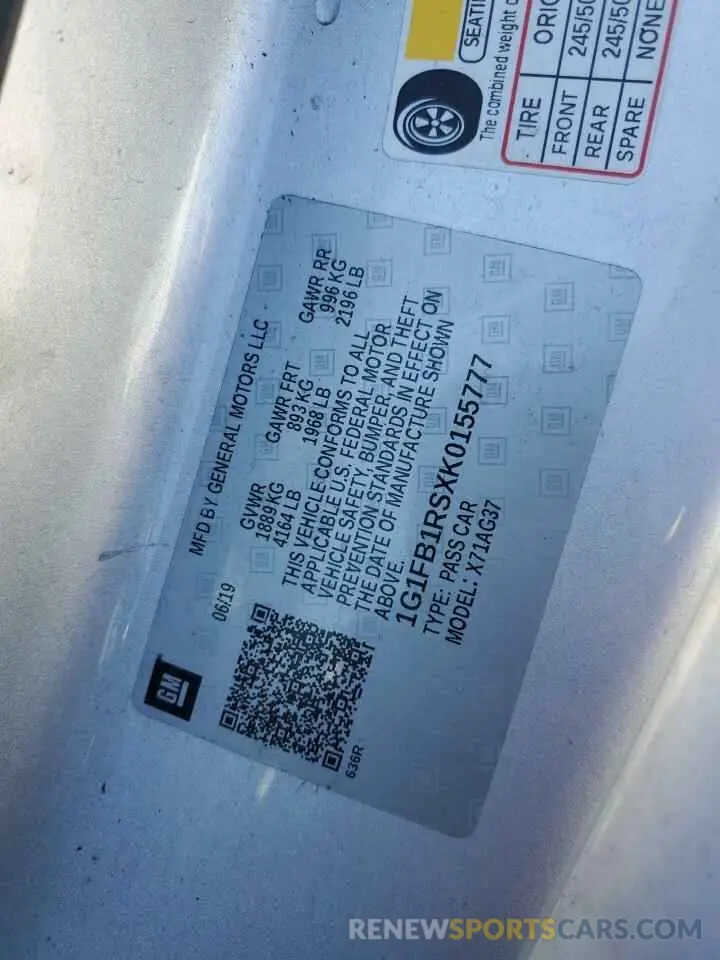 SEATI
The combined weight o
TIRE ORIG
FRONT 245/50
REAR 245/50
SPARE NONE
MFD BY GENERAL MOTORS LLC
06/19
GVWR GAWR FRT GAWR RR
1889 KG 893 KG 996 KG
4164 LB 1968 LB 2196 LB
THIS VEHICLE CONFORMS TO ALL
APPLICABLE U.S. FEDERAL MOTOR
VEHICLE SAFETY, BUMPER, AND THEFT
PREVENTION STANDARDS IN EFFECT ON
THE DATE OF MANUFACTURE SHOWN
ABOVE.
1G1FB1RSXK0155777
TYPE: PASS CAR
MODEL: X71AG37
GM
636R
RENEWSPORTSCARS.COM